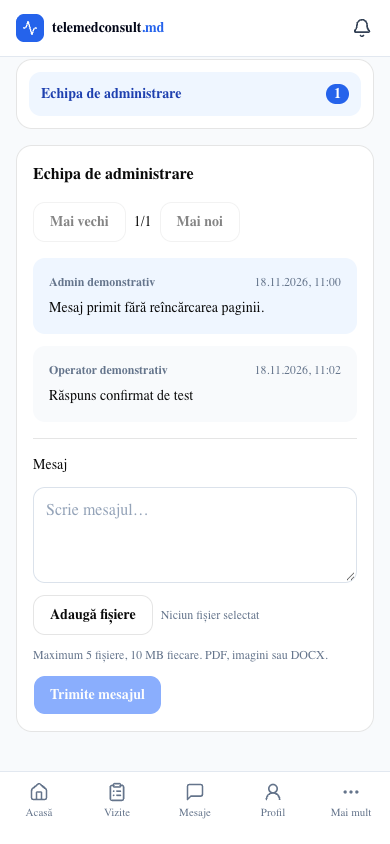 telemedconsult.md
Echipa de administrare 1
Echipa de administrare
Mai vechi 1/1 Mai noi
Admin demonstrativ 18.11.2026, 11:00
Mesaj primit fără reîncărcarea paginii.
Operator demonstrativ 18.11.2026, 11:02
Răspuns confirmat de test
Mesaj
Scrie mesajul…
Adaugă fișiere Niciun fișier selectat
Maximum 5 fișiere, 10 MB fiecare. PDF, imagini sau DOCX.
Trimite mesajul
Acasă Vizite Mesaje Profil Mai mult